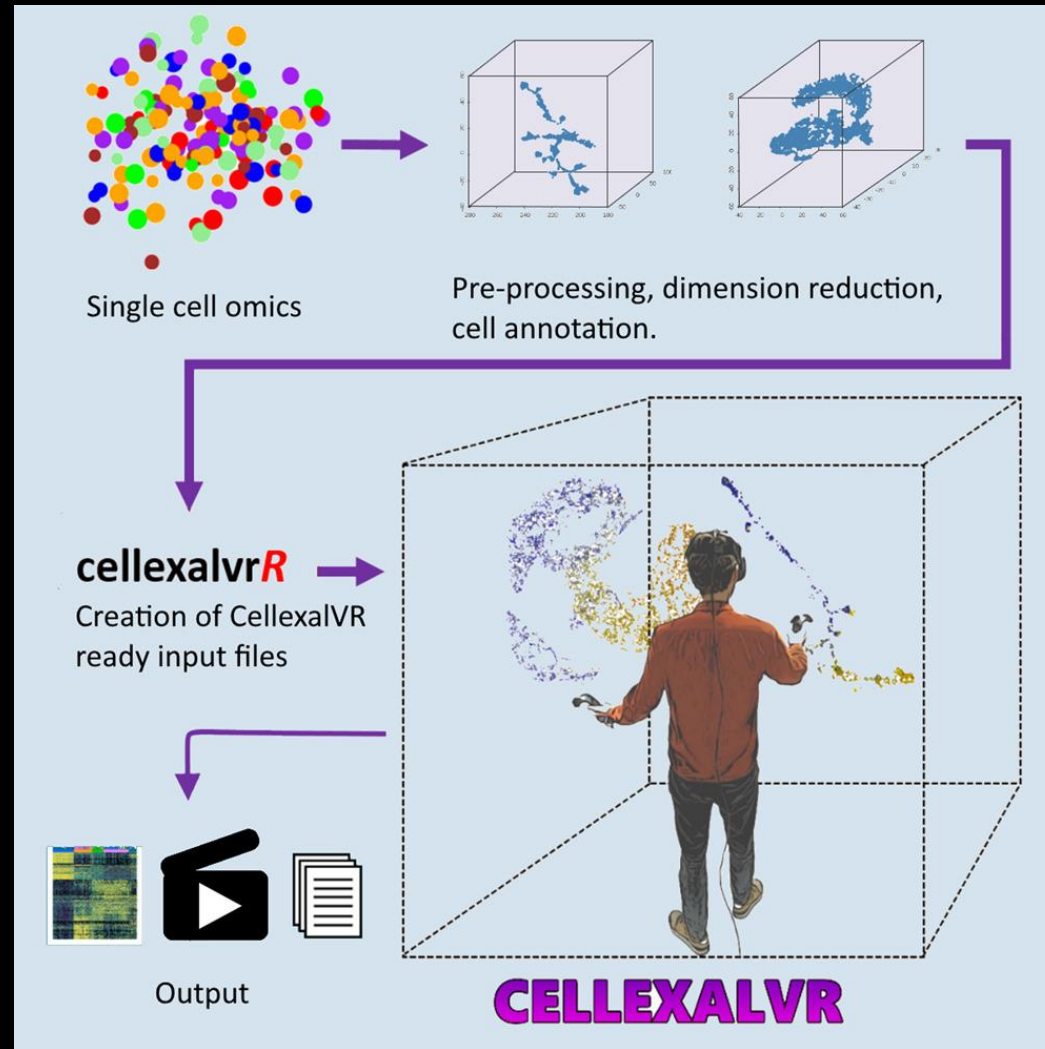 Single cell omics
Pre-processing, dimension reduction,
cell annotation.
cellexalvrR
Creation of CellexalVR
ready input files
Output
CELLEXALVR